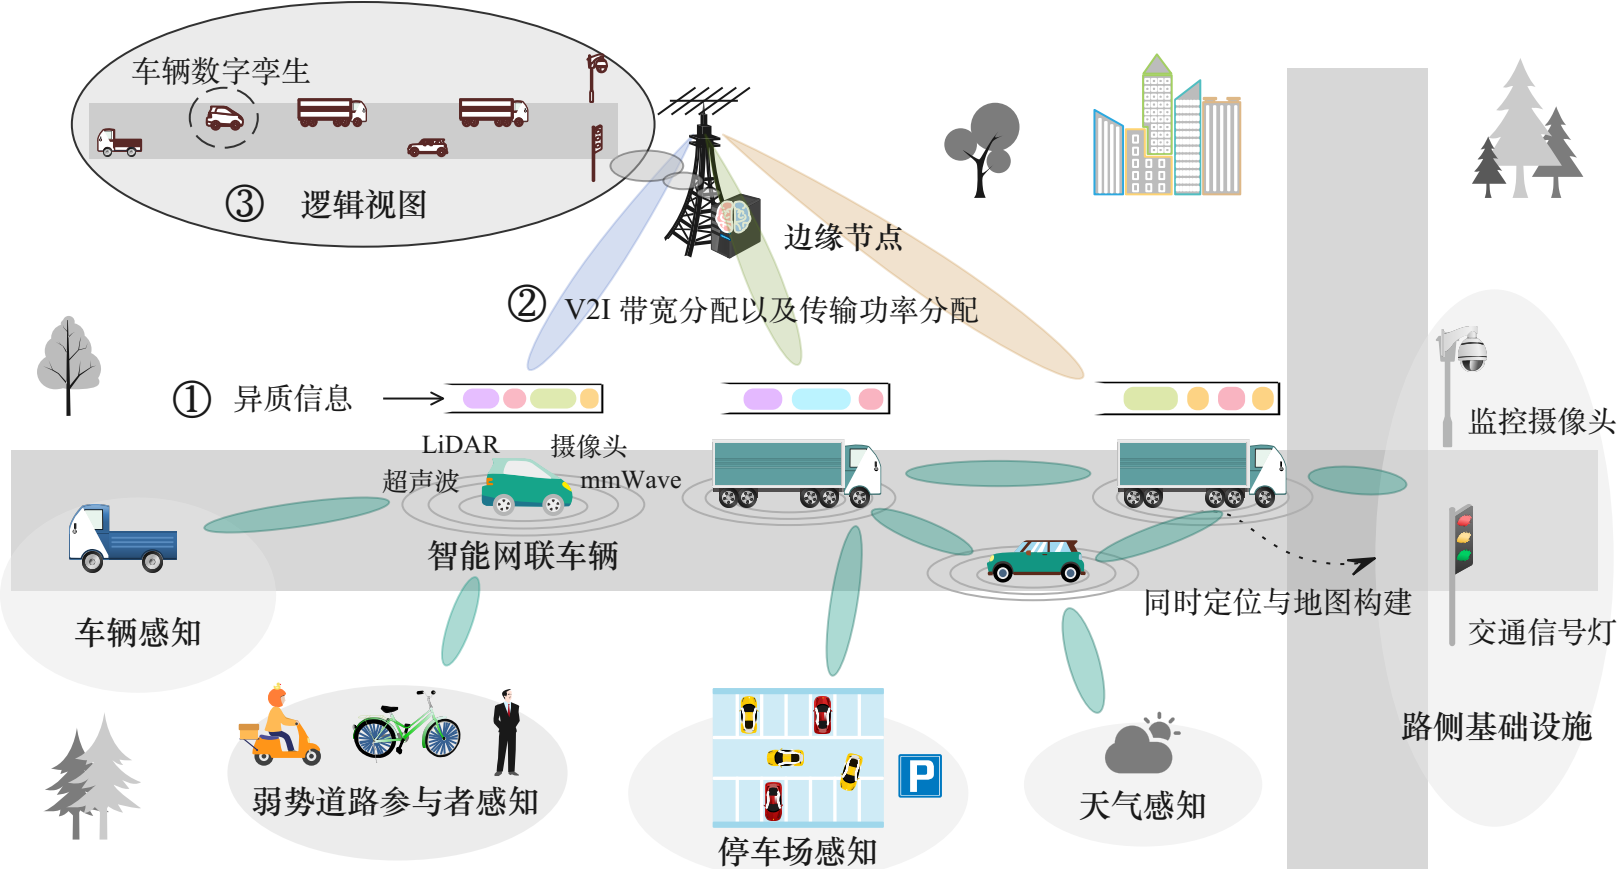 车辆数字孪生
③ 逻辑视图
边缘节点
② V2I 带宽分配以及传输功率分配
① 异质信息
监控摄像头
LiDAR
摄像头
超声波
mmWave
智能网联车辆
同时定位与地图构建
车辆感知
交通信号灯
路侧基础设施
P
弱势道路参与者感知
天气感知
停车场感知